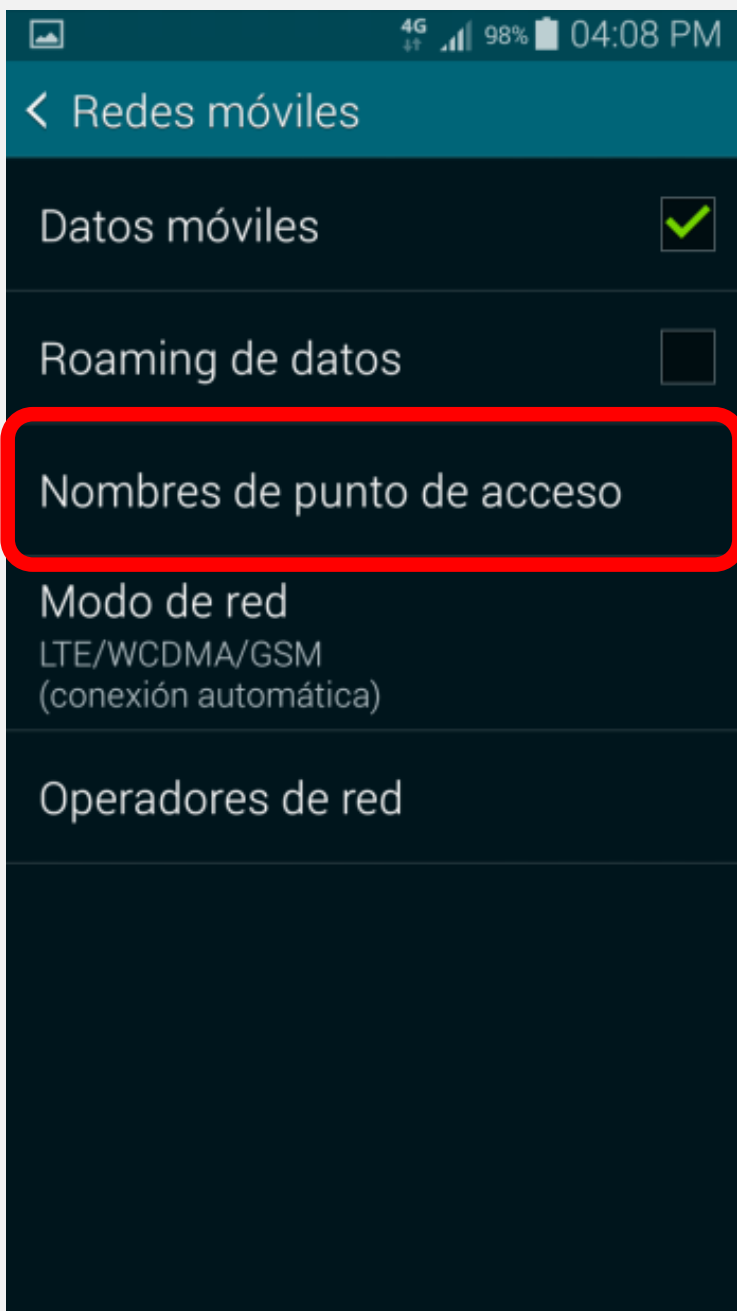 4G 98% 04:08 PM
Redes móviles
Datos móviles
Roaming de datos
Nombres de punto de acceso
Modo de red
LTE/WCDMA/GSM
(conexión automática)
Operadores de red